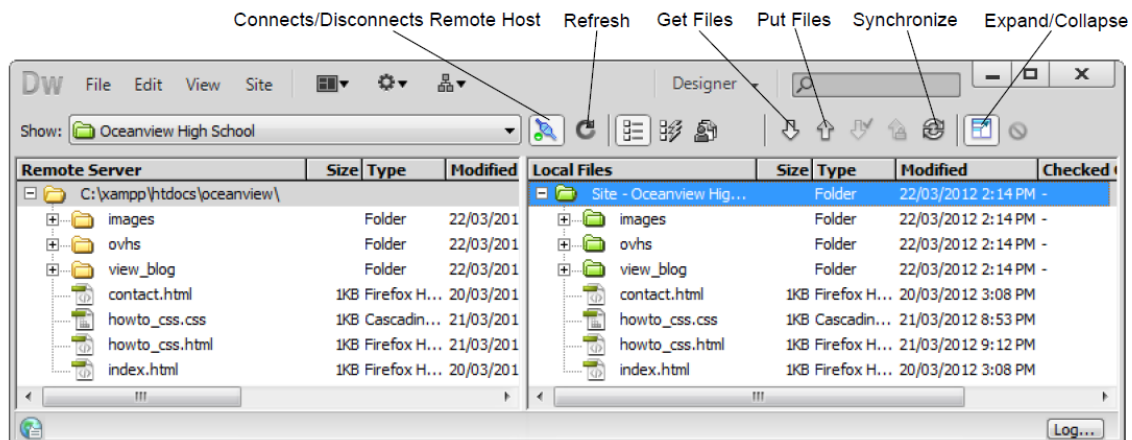 Connects/Disconnects Remote Host Refresh Get Files Put Files Synchronize Expand/Collapse
Dw File Edit View Site Designer
Show: Oceanview High School
Remote Server Size Type Modified Local Files Size Type Modified Checked
C:\xampp\htdocs\oceanview\ Site - Oceanview Hig... 22/03/2012 2:14 PM -
images Folder 22/03/201 images Folder 22/03/2012 2:14 PM -
ovhs Folder 22/03/201 ovhs Folder 22/03/2012 2:14 PM -
view_blog Folder 22/03/201 view_blog Folder 22/03/2012 2:14 PM -
contact.html 1KB Firefox H... 20/03/201 contact.html 1KB Firefox H... 20/03/2012 3:08 PM
howto_css.css 1KB Cascadin... 21/03/201 howto_css.css 1KB Cascadin... 21/03/2012 8:53 PM
howto_css.html 1KB Firefox H... 21/03/201 howto_css.html 1KB Firefox H... 21/03/2012 9:12 PM
index.html 1KB Firefox H... 20/03/201 index.html 1KB Firefox H... 20/03/2012 3:08 PM
Log...